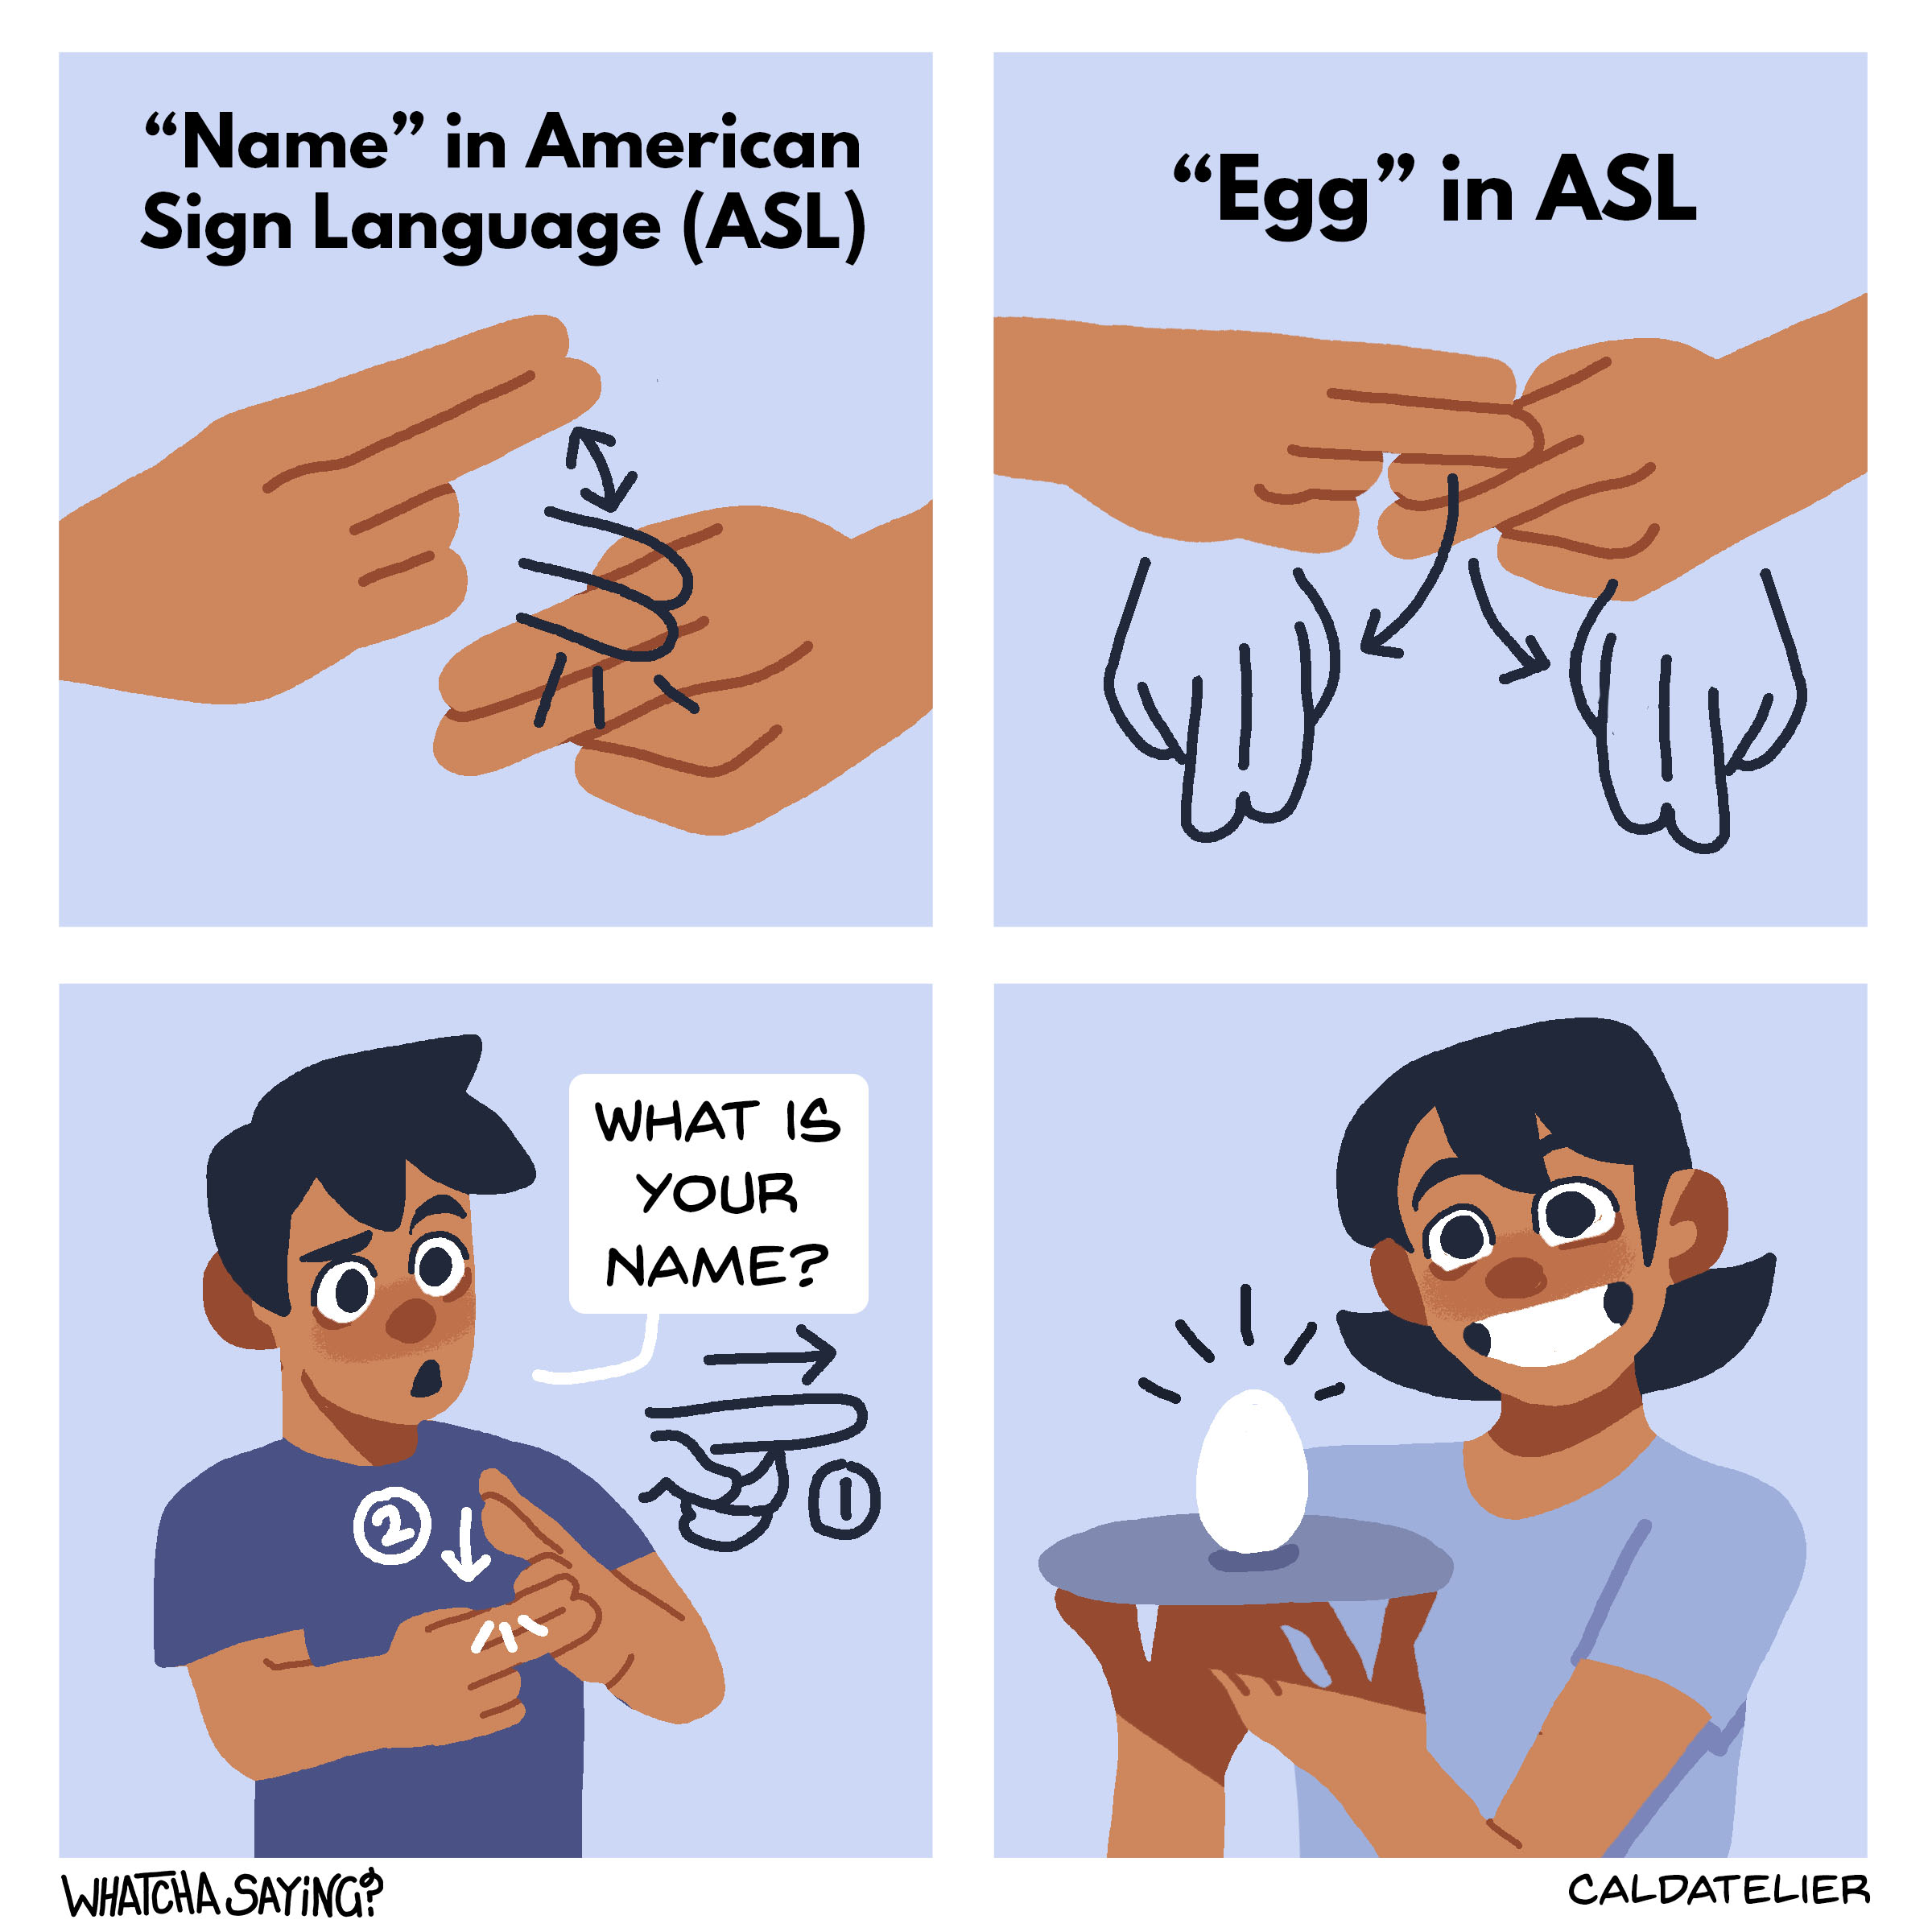 “Name” in American
Sign Language (ASL)
“Egg” in ASL
WHAT IS
YOUR
NAME?
1
2
WHATCHA SAYING?
CALDATELIER